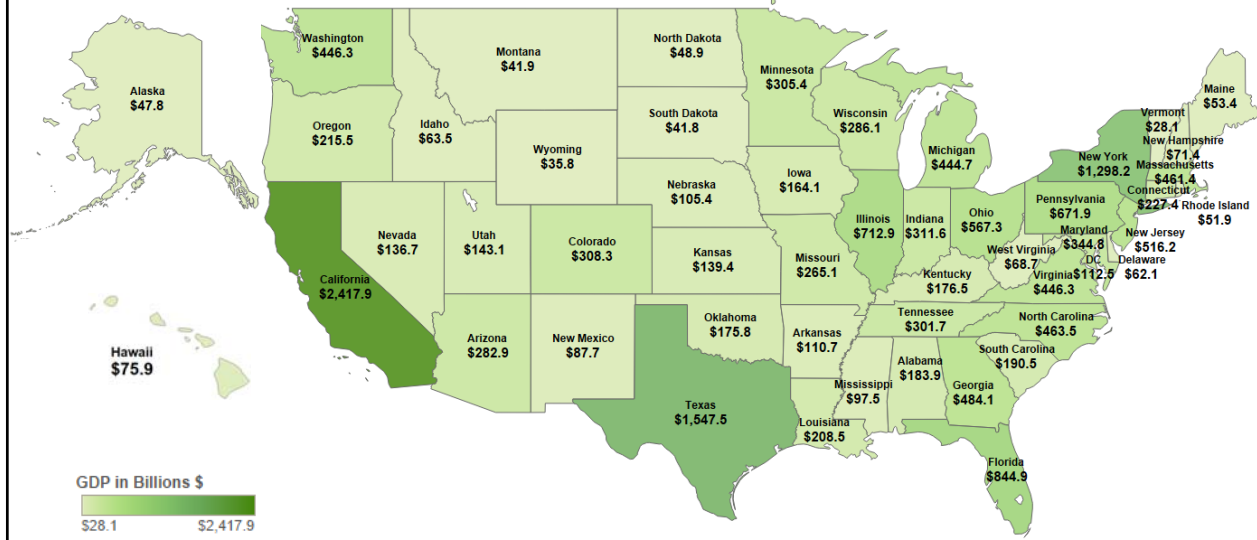 Washington
$446.3
Montana
$41.9
North Dakota
$48.9
Minnesota
$305.4
Alaska
$47.8
Oregon
$215.5
Idaho
$63.5
Wyoming
$35.8
South Dakota
$41.8
Wisconsin
$286.1
Michigan
$444.7
Maine
$53.4
Vermont
$28.1
New Hampshire
$71.4
New York
$1,298.2
Massachusetts
$461.4
Connecticut
$227.4
Rhode Island
$51.9
Nebraska
$105.4
Iowa
$164.1
Illinois
$712.9
Indiana
$311.6
Ohio
$567.3
Pennsylvania
$671.9
New Jersey
$516.2
Maryland
$344.8
Delaware
$62.1
DC
$112.5
West Virginia
$68.7
Virginia
$446.3
Nevada
$136.7
Utah
$143.1
Colorado
$308.3
Kansas
$139.4
Missouri
$265.1
Kentucky
$176.5
California
$2,417.9
Arizona
$282.9
New Mexico
$87.7
Oklahoma
$175.8
Arkansas
$110.7
Tennessee
$301.7
North Carolina
$463.5
South Carolina
$190.5
Hawaii
$75.9
Texas
$1,547.5
Louisiana
$208.5
Mississippi
$97.5
Alabama
$183.9
Georgia
$484.1
Florida
$844.9
GDP in Billions $
$28.1 $2,417.9